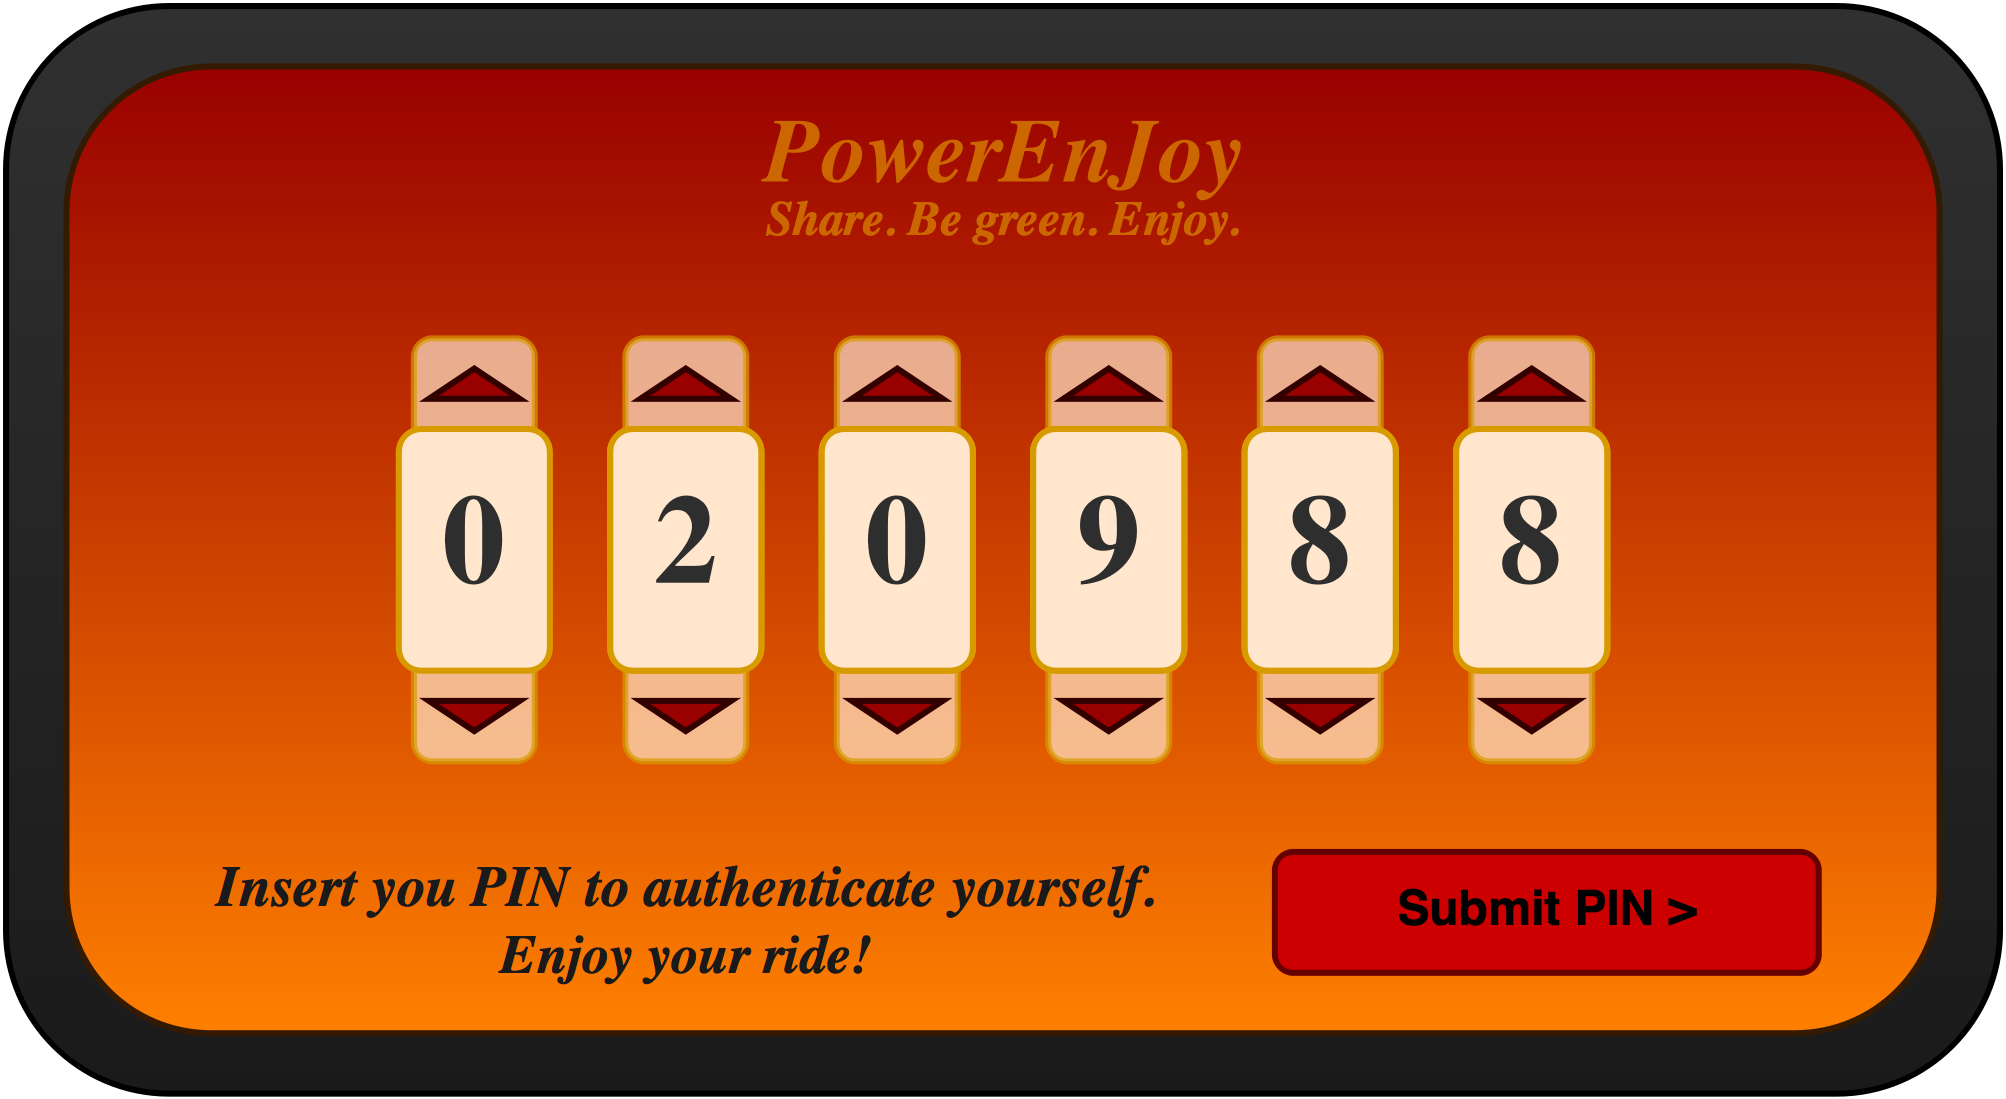 PowerEnJoy
Share. Be green. Enjoy.
0 2 0 9 8 8
Insert you PIN to authenticate yourself.
Enjoy your ride!
Submit PIN >